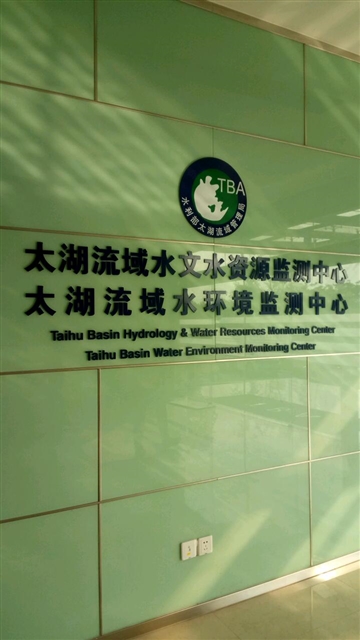 TBA
水利部太湖流域管理局
太湖流域水文水资源监测中心
太湖流域水环境监测中心
Taihu Basin Hydrology & Water Resources Monitoring Center
Taihu Basin Water Environment Monitoring Center